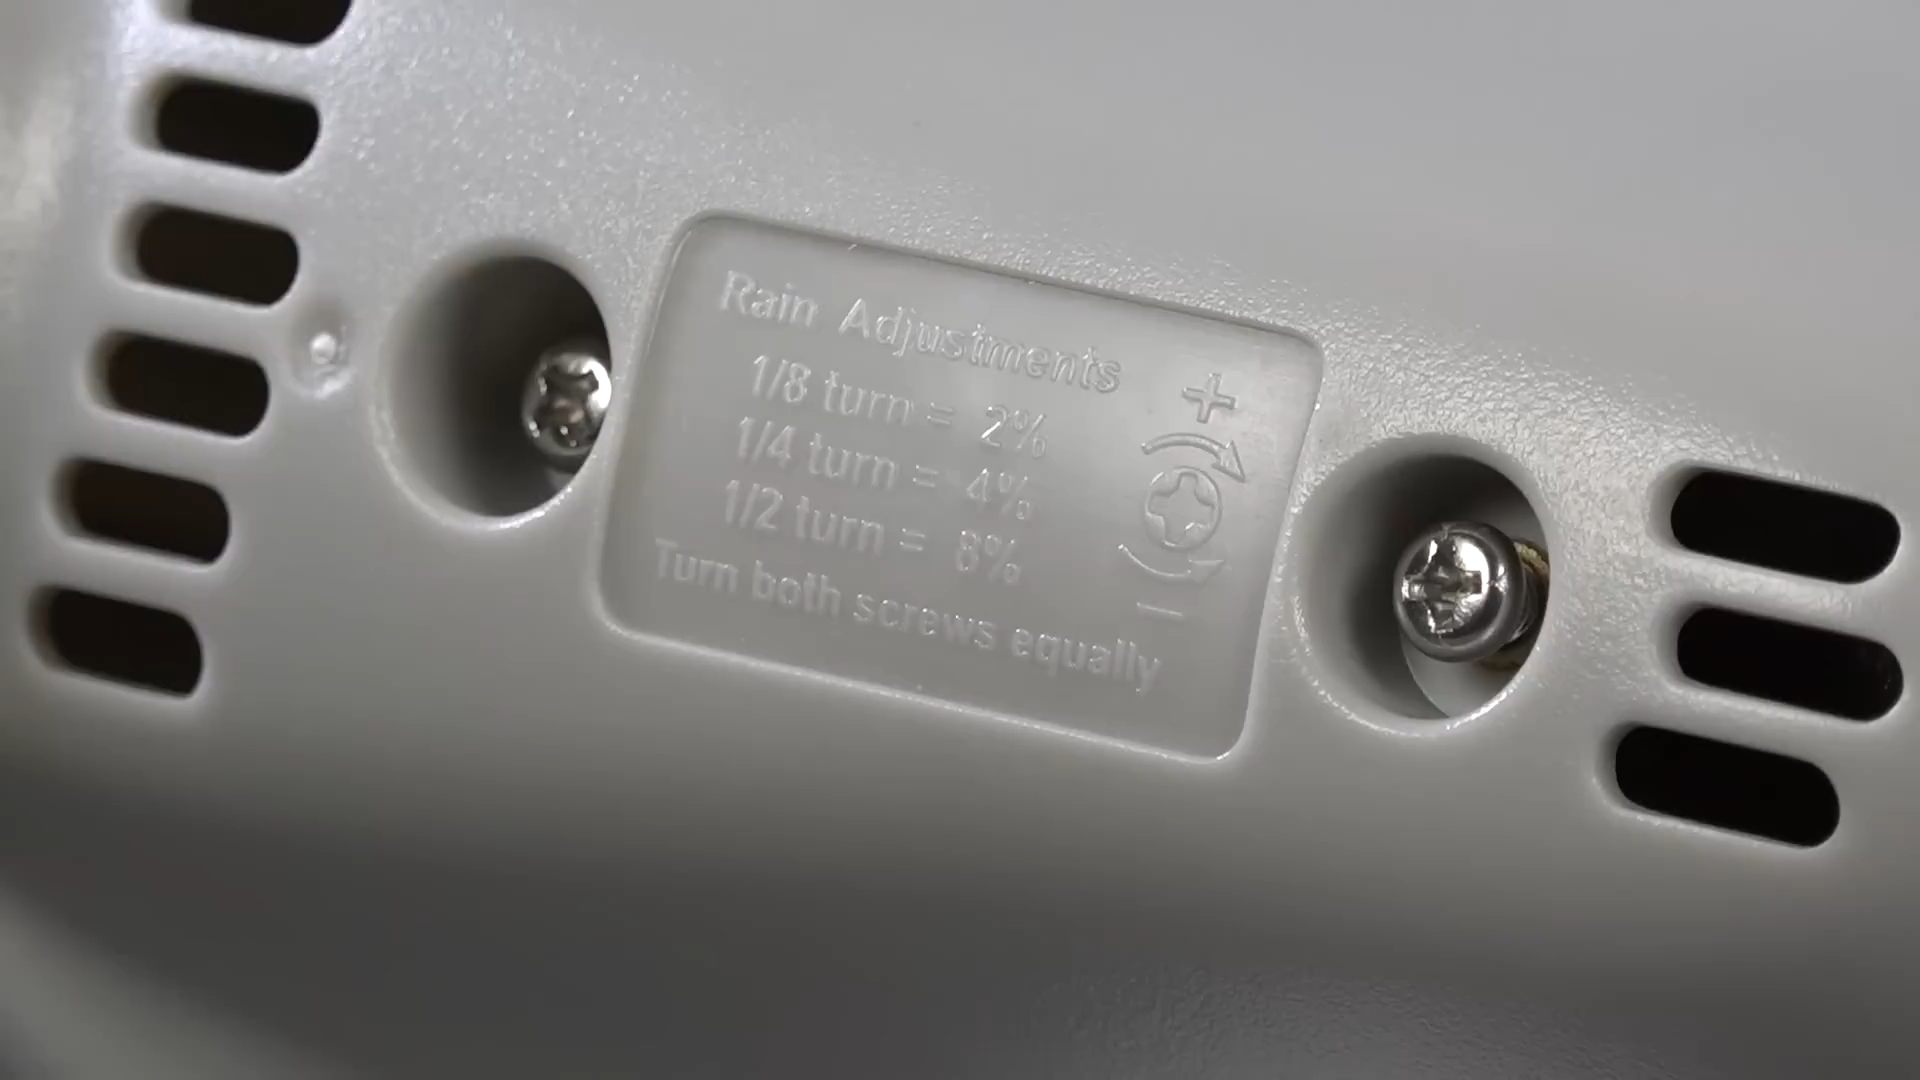 Rain Adjustments
1/8 turn = 2%
1/4 turn = 4%
1/2 turn = 8%
Turn both screws equally
+
−